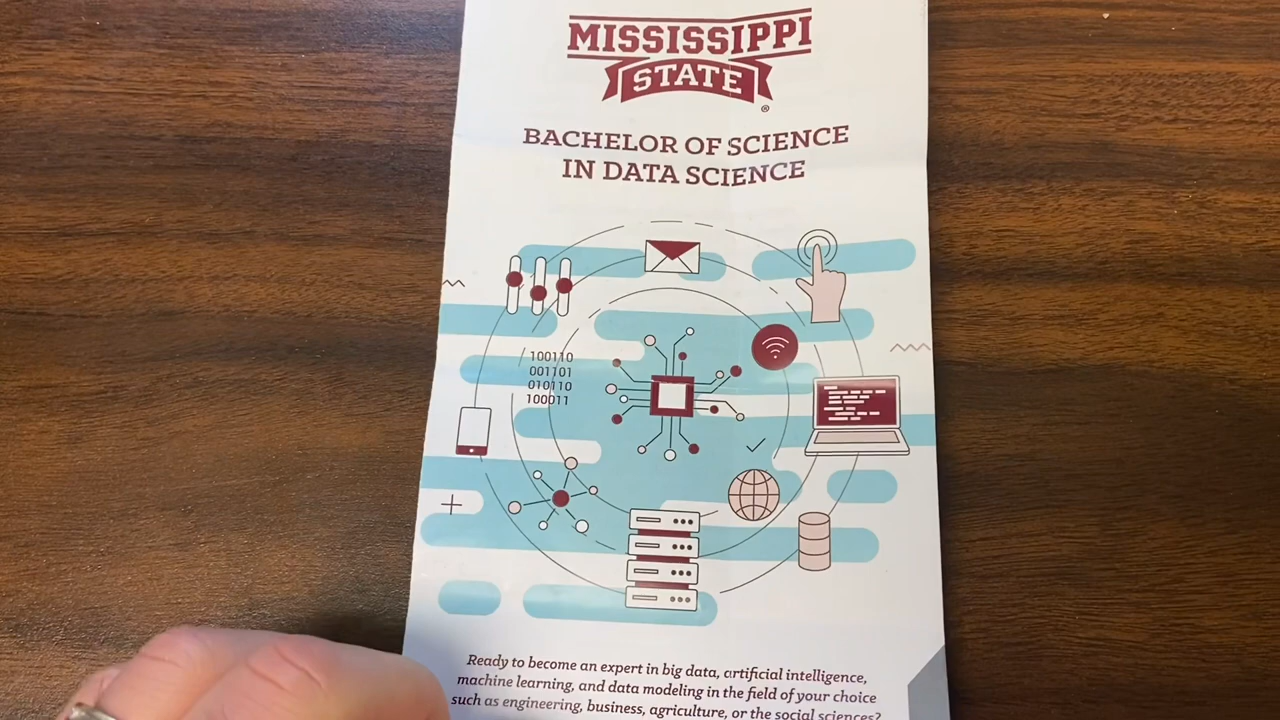 MISSISSIPPI
STATE
®
BACHELOR OF SCIENCE
IN DATA SCIENCE
100110
001101
010110
100011
Ready to become an expert in big data, artificial intelligence,
machine learning, and data modeling in the field of your choice
such as engineering, business, agriculture, or the social sciences?